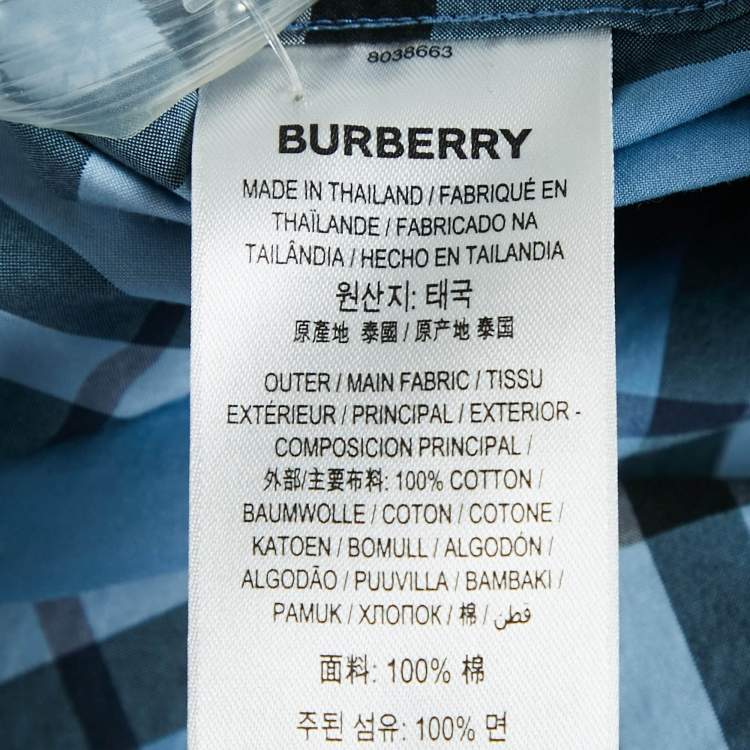 8038663
BURBERRY
MADE IN THAILAND / FABRIQUÉ EN
THAÏLANDE / FABRICADO NA
TAILÂNDIA / HECHO EN TAILANDIA
원산지: 태국
原產地 泰國 / 原产地 泰国
OUTER / MAIN FABRIC / TISSU
EXTÉRIEUR / PRINCIPAL / EXTERIOR -
COMPOSICION PRINCIPAL /
外部/主要布料: 100% COTTON /
BAUMWOLLE / COTON / COTONE /
KATOEN / BOMULL / ALGODÓN /
ALGODÃO / PUUVILLA / BAMBAKI /
PAMUK / ХЛОПОК / 棉 / قطن
面料: 100% 棉
주된 섬유: 100% 면